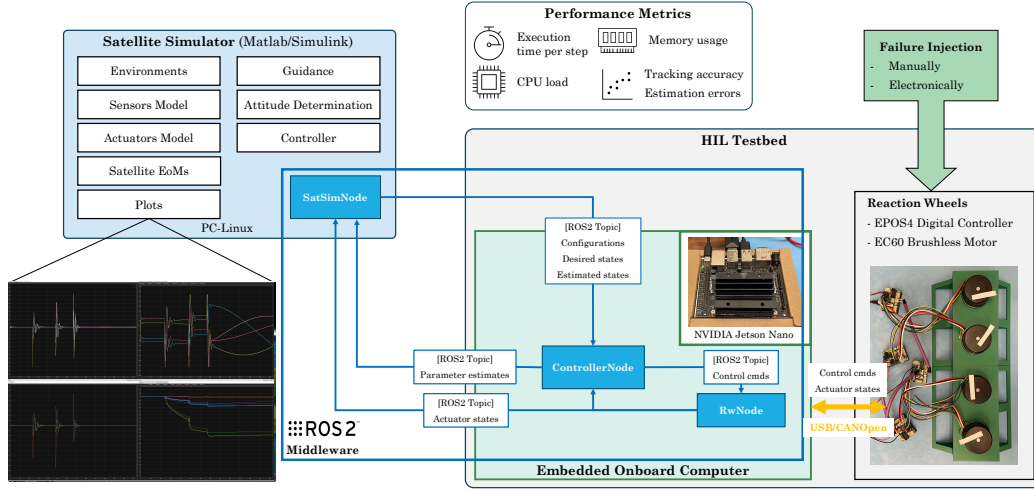 Performance Metrics
Execution
time per step
Memory usage
CPU load
Tracking accuracy
Estimation errors
Satellite Simulator (Matlab/Simulink)
Environments
Guidance
Sensors Model
Attitude Determination
Actuators Model
Controller
Satellite EoMs
Plots
PC-Linux
Failure Injection
- Manually
- Electronically
HIL Testbed
SatSimNode
[ROS2 Topic]
Configurations
Desired states
Estimated states
NVIDIA Jetson Nano
Reaction Wheels
- EPOS4 Digital Controller
- EC60 Brushless Motor
[ROS2 Topic]
Parameter estimates
ControllerNode
[ROS2 Topic]
Control cmds
[ROS2 Topic]
Actuator states
RwNode
Control cmds
Actuator states
USB/CANOpen
ROS 2
Middleware
Embedded Onboard Computer